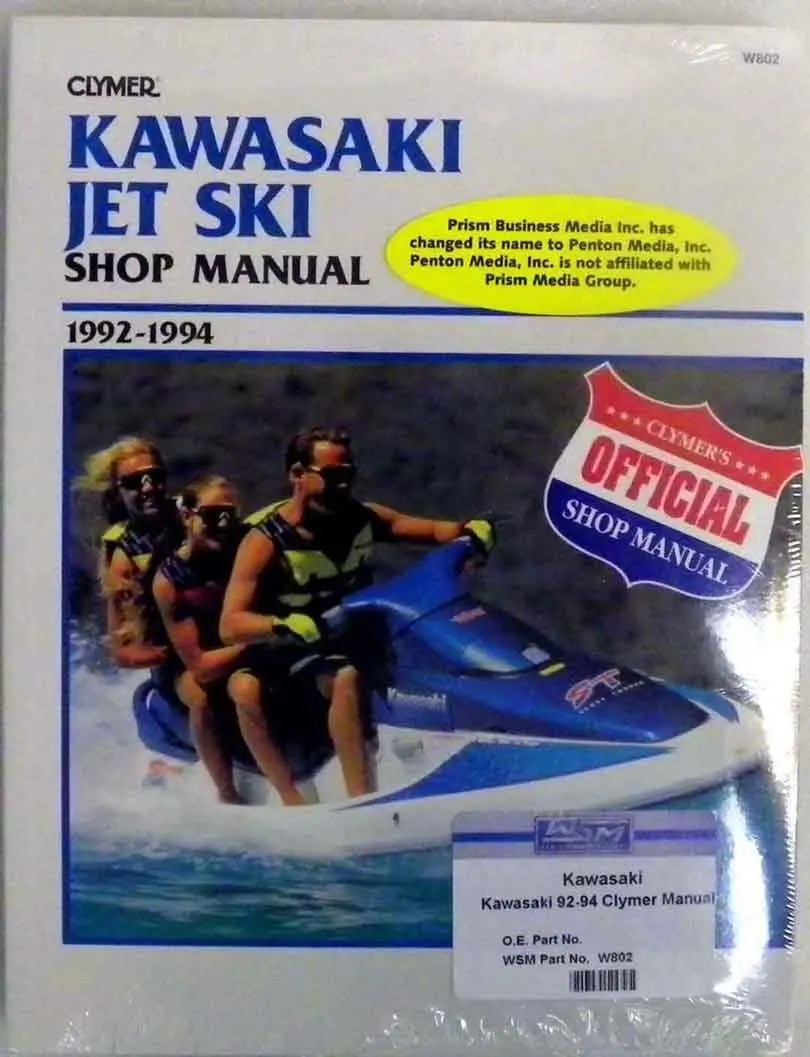 W802
CLYMER®
KAWASAKI
JET SKI
SHOP MANUAL
Prism Business Media Inc. has
changed its name to Penton Media, Inc.
Penton Media, Inc. is not affiliated with
Prism Media Group.
1992-1994
CLYMER'S
OFFICIAL
SHOP MANUAL
Kawasaki
ST
WSM
Kawasaki
Kawasaki 92-94 Clymer Manual
O.E. Part No.
WSM Part No. W802